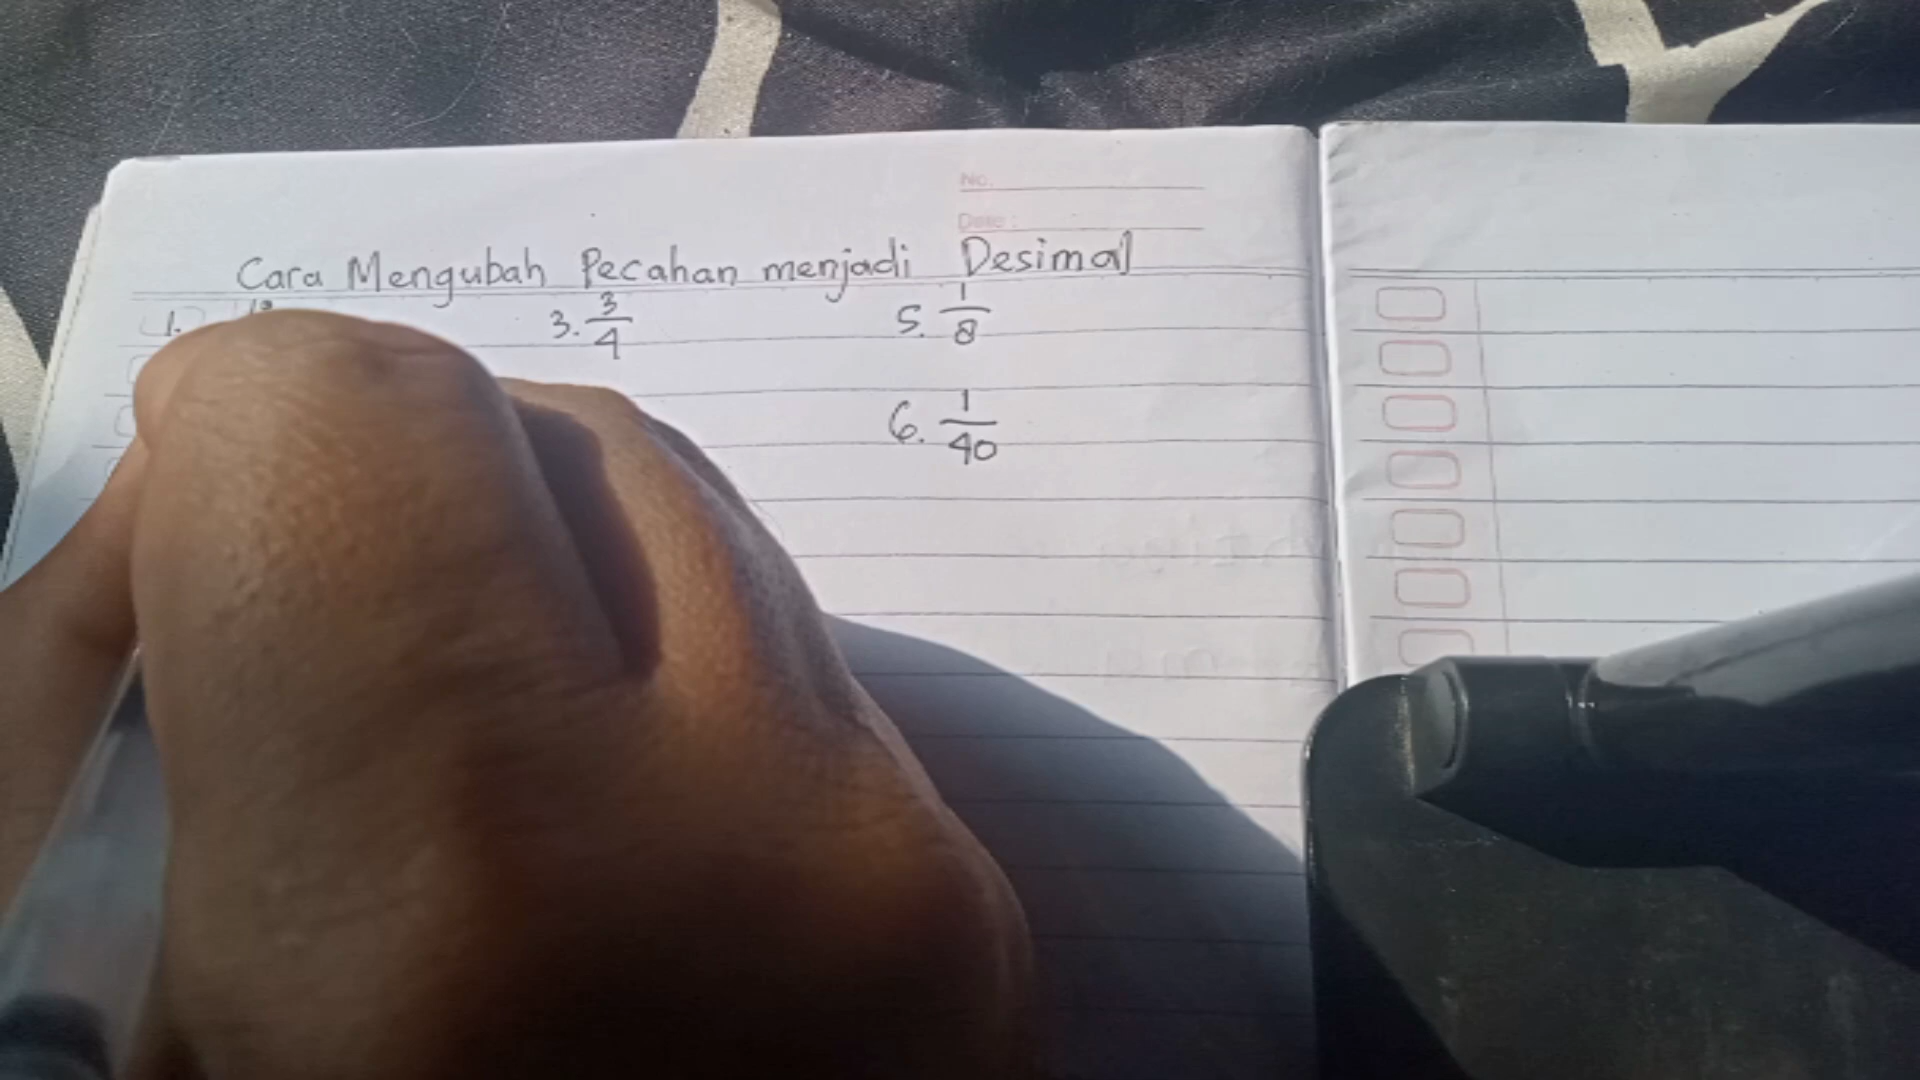 No.
Date:
Cara Mengubah Pecahan menjadi Desimal
1.
3. 3/4
5. 1/8
6. 1/40